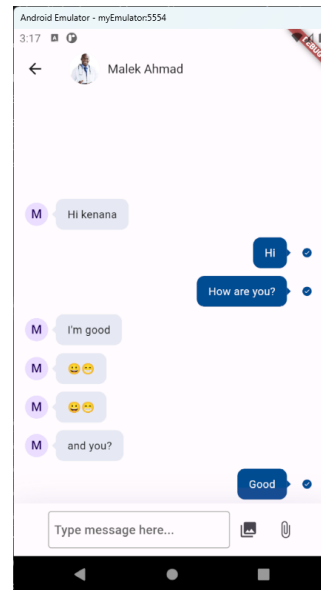 Android Emulator - myEmulator:5554
3:17
DEBUG
Malek Ahmad
M Hi kenana
Hi
How are you?
M I'm good
M 😀😁
M 😀😁
M and you?
Good
Type message here...